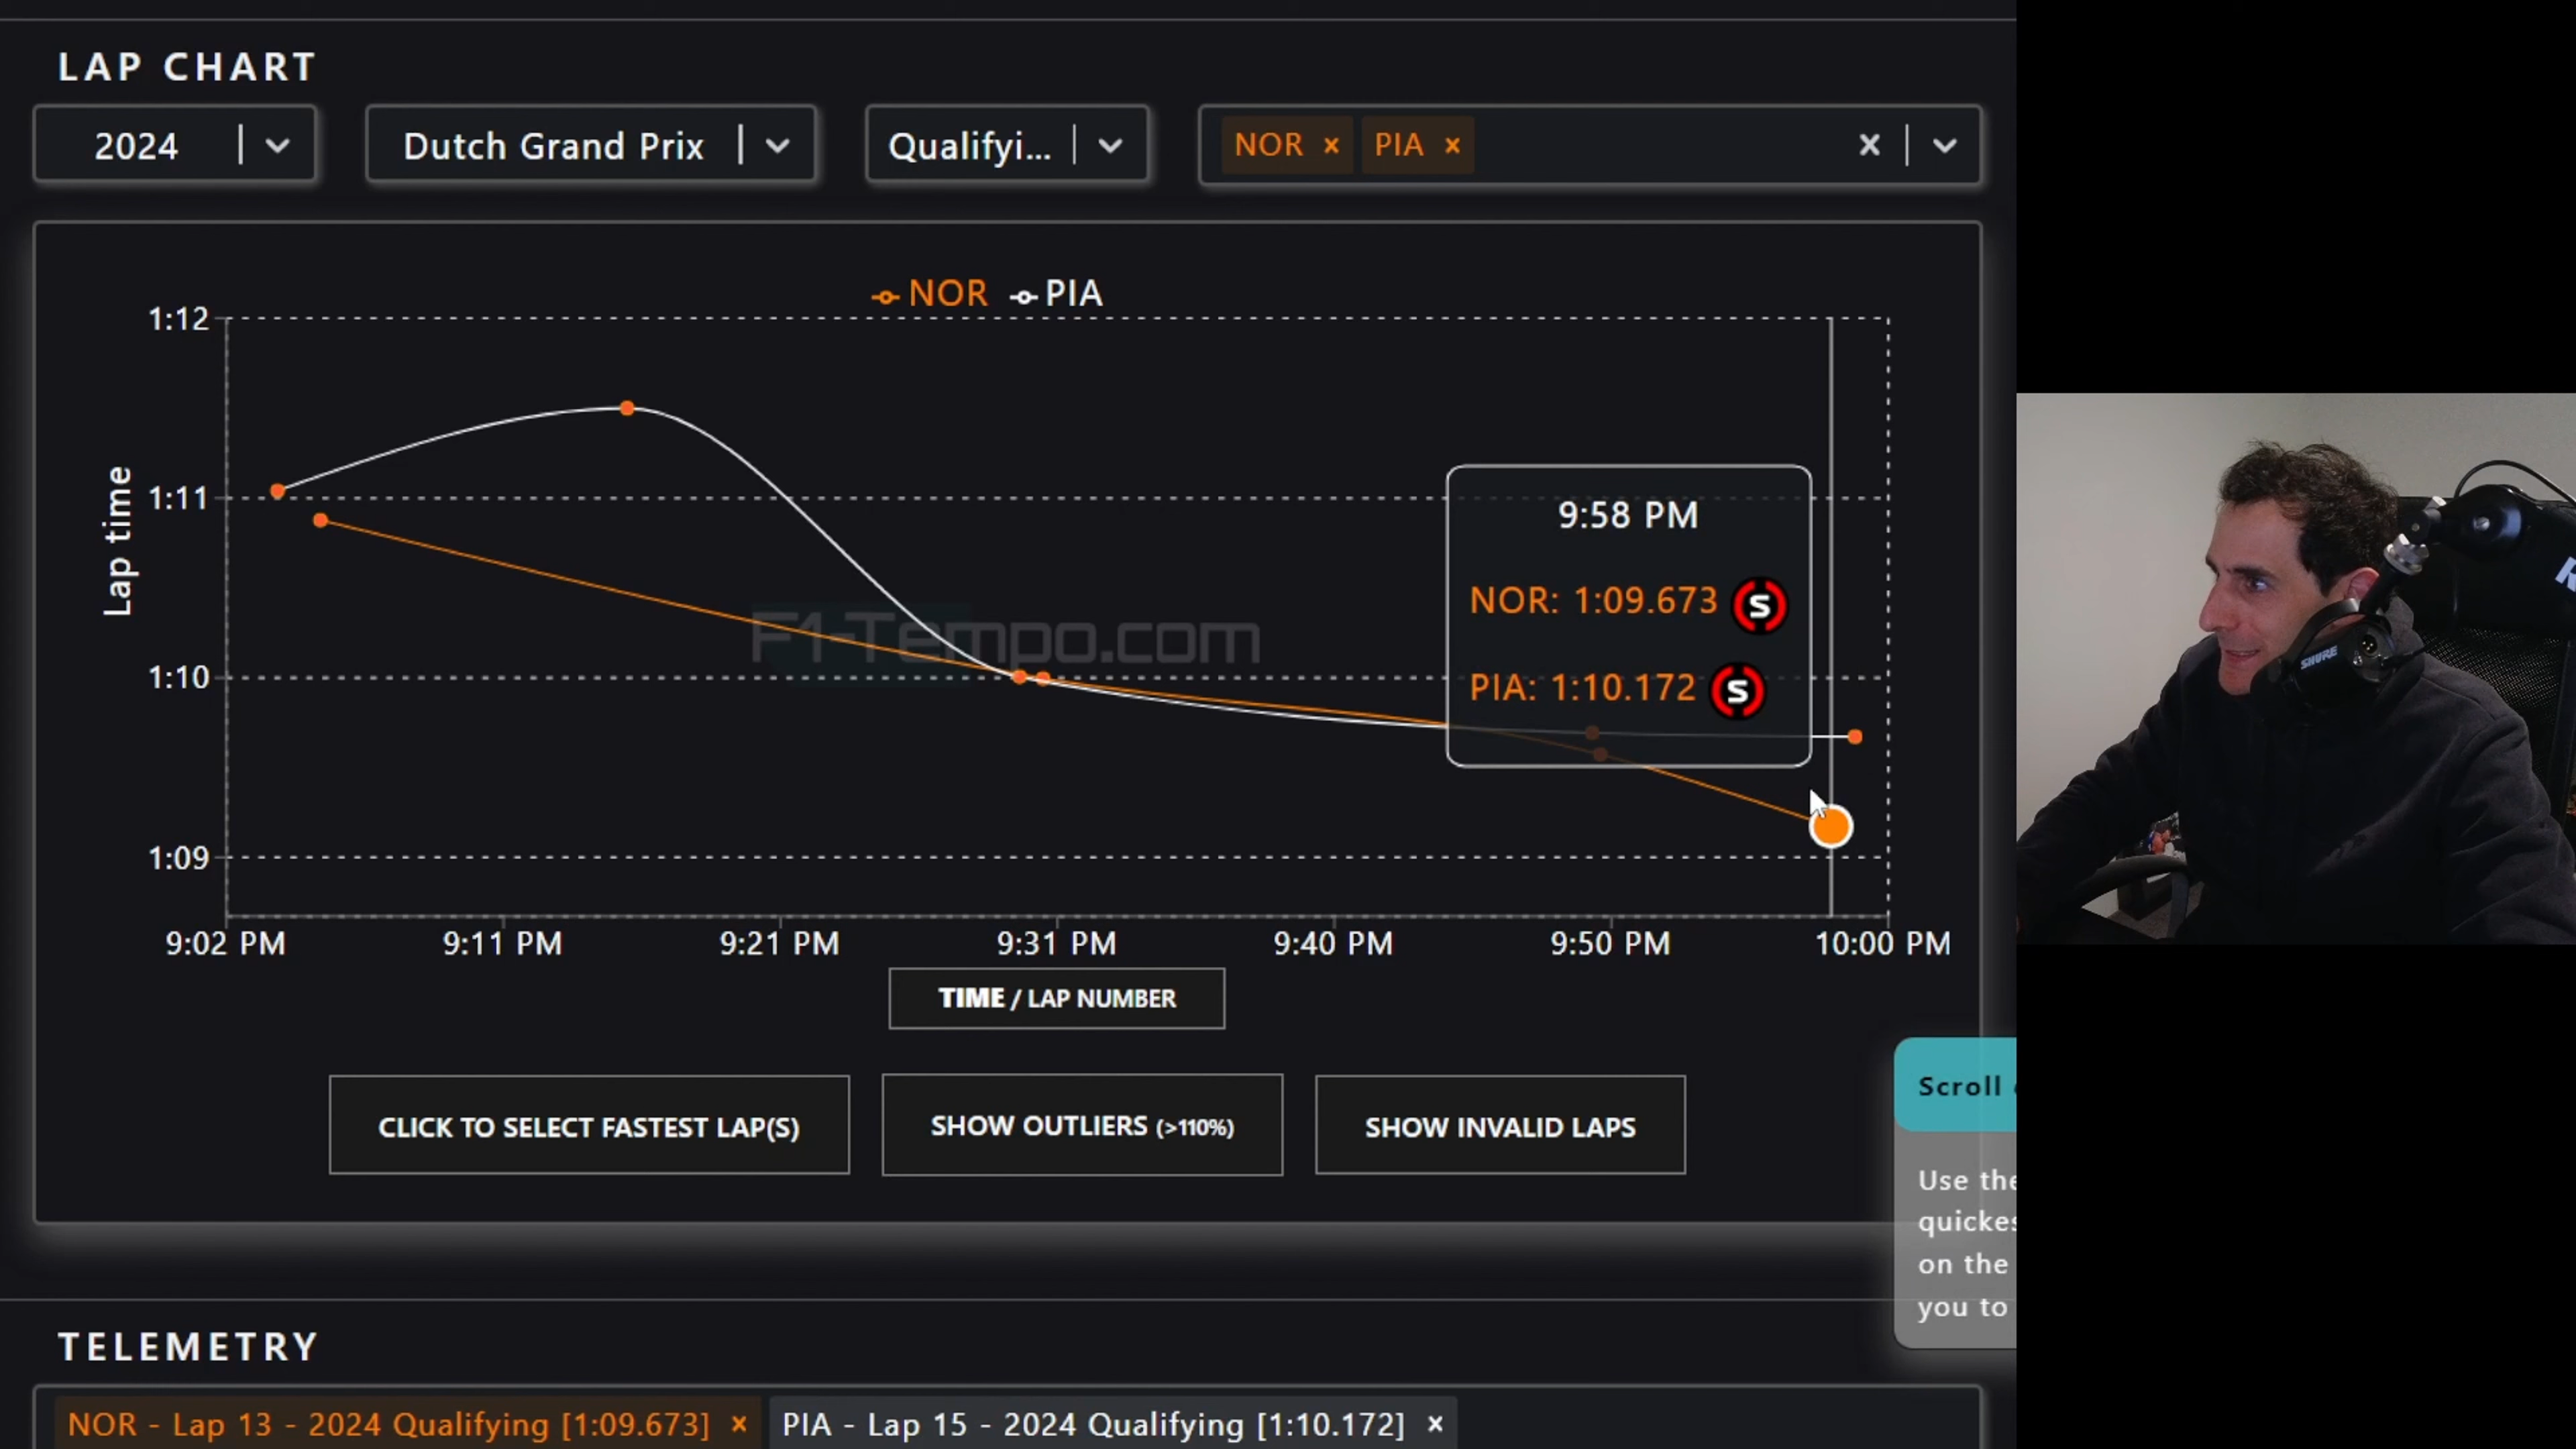 LAP CHART
2024
Dutch Grand Prix
Qualifyi...
NOR × PIA ×
NOR PIA
1:12
1:11
1:10
1:09
Lap time
F1-Tempo.com
9:58 PM
NOR: 1:09.673 S
PIA: 1:10.172 S
9:02 PM 9:11 PM 9:21 PM 9:31 PM 9:40 PM 9:50 PM 10:00 PM
TIME / LAP NUMBER
CLICK TO SELECT FASTEST LAP(S)
SHOW OUTLIERS (>110%)
SHOW INVALID LAPS
Scroll
Use the
quickes
on the
you to
SHURE
TELEMETRY
NOR - Lap 13 - 2024 Qualifying [1:09.673] ×
PIA - Lap 15 - 2024 Qualifying [1:10.172] ×